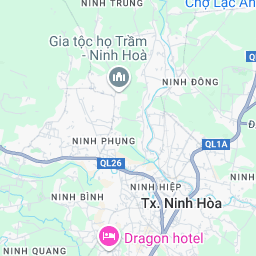 NINH TRUNG
Chợ Lạc An
Gia tộc họ Trầm
- Ninh Hoà
NINH ĐÔNG
QL1A
NINH PHỤNG
QL26
NINH HIỆP
NINH BÌNH
Tx. Ninh Hòa
Dragon hotel
NINH QUANG